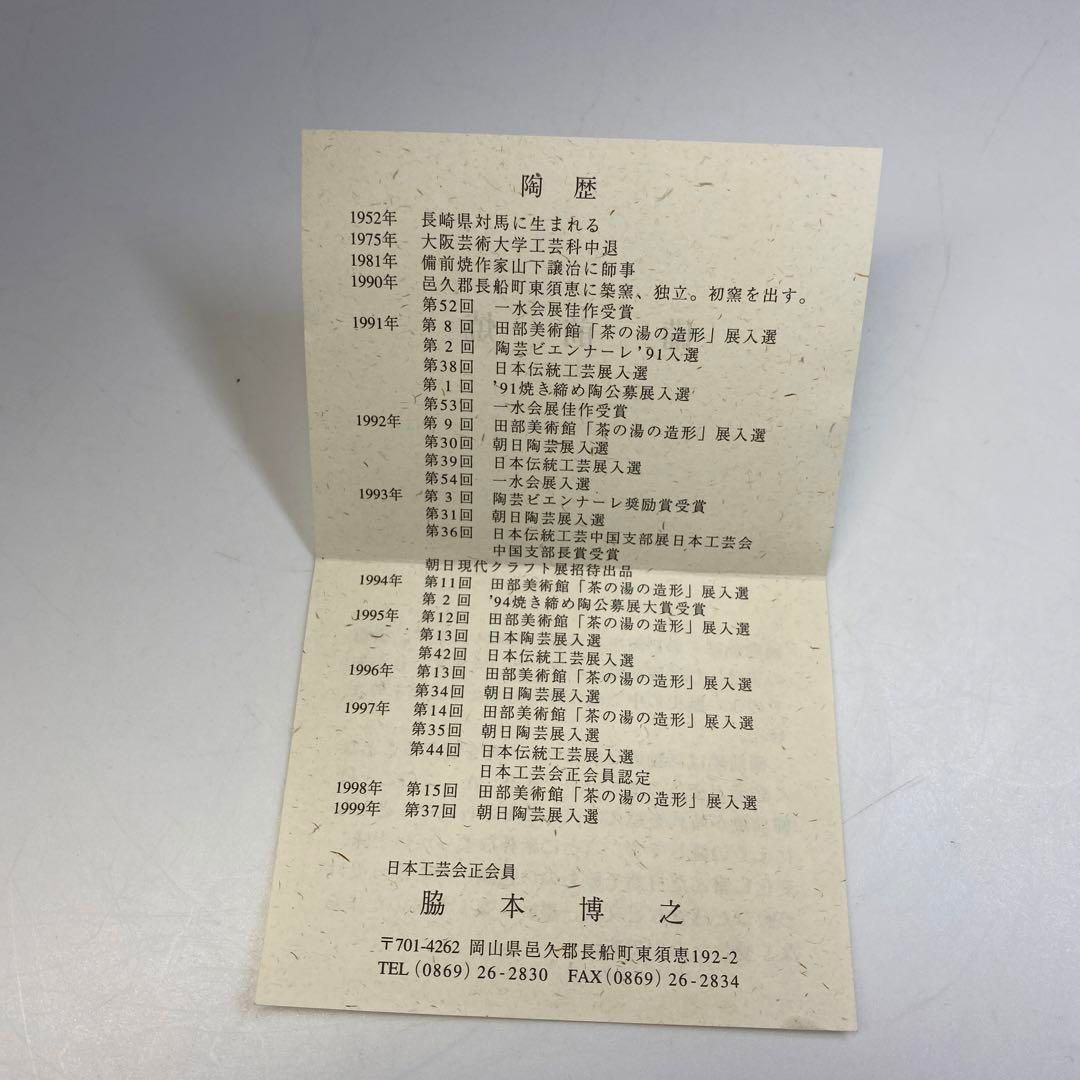 陶 歴
1952年 長崎県対馬に生まれる
1975年 大阪芸術大学工芸科中退
1981年 備前焼作家山下譲治に師事
1990年 邑久郡長船町東須恵に築窯、独立。初窯を出す。
第52回 一水会展佳作受賞
1991年 第8回 田部美術館「茶の湯の造形」展入選
第2回 陶芸ビエンナーレ'91入選
第38回 日本伝統工芸展入選
第1回 '91焼き締め陶公募展入選
第53回 一水会展佳作受賞
1992年 第9回 田部美術館「茶の湯の造形」展入選
第30回 朝日陶芸展入選
第39回 日本伝統工芸展入選
第54回 一水会展入選
1993年 第3回 陶芸ビエンナーレ奨励賞受賞
第31回 朝日陶芸展入選
第36回 日本伝統工芸中国支部展日本工芸会
中国支部長賞受賞
朝日現代クラフト展招待出品
1994年 第11回 田部美術館「茶の湯の造形」展入選
第2回 '94焼き締め陶公募展大賞受賞
1995年 第12回 田部美術館「茶の湯の造形」展入選
第13回 日本陶芸展入選
第42回 日本伝統工芸展入選
1996年 第13回 田部美術館「茶の湯の造形」展入選
第34回 朝日陶芸展入選
1997年 第14回 田部美術館「茶の湯の造形」展入選
第35回 朝日陶芸展入選
第44回 日本伝統工芸展入選
日本工芸会正会員認定
1998年 第15回 田部美術館「茶の湯の造形」展入選
1999年 第37回 朝日陶芸展入選
日本工芸会正会員
脇本博之
〒701-4262 岡山県邑久郡長船町東須恵192-2
TEL(0869)26-2830 FAX(0869)26-2834